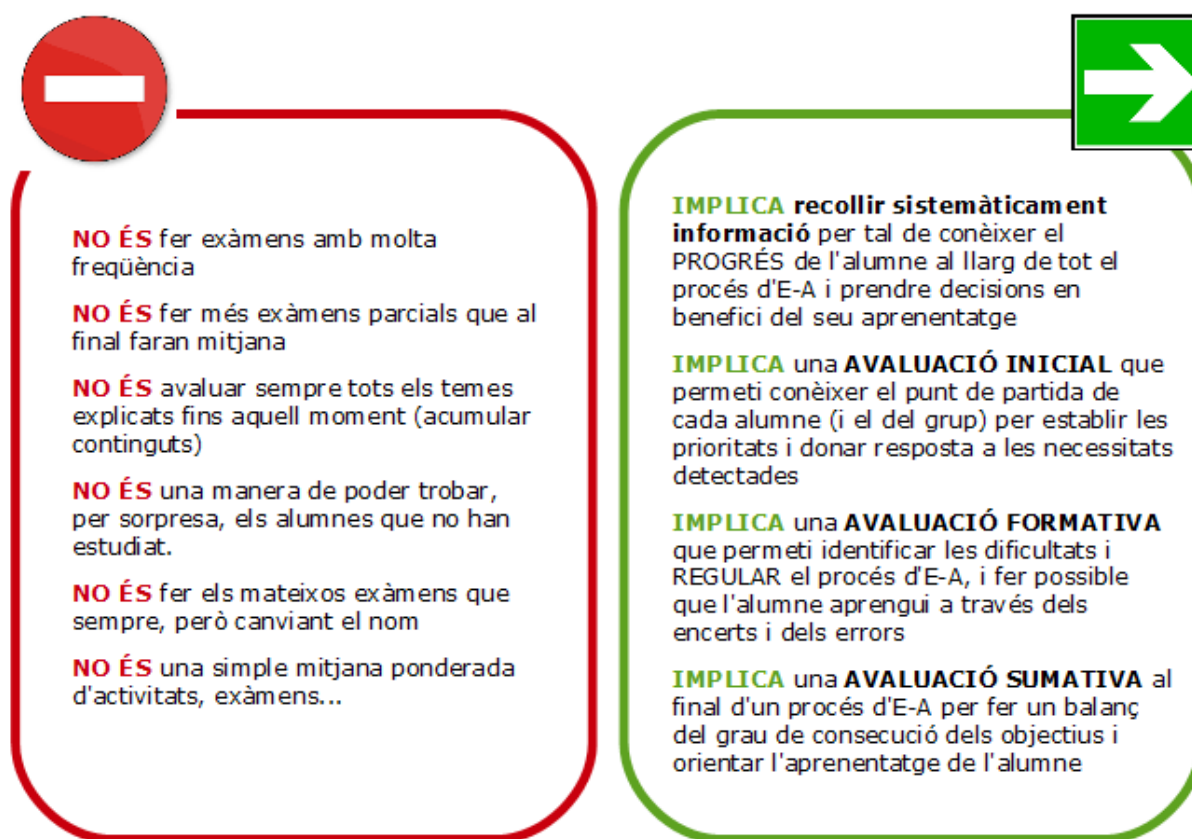 NO ÉS fer exàmens amb molta
freqüència
NO ÉS fer més exàmens parcials que al
final faran mitjana
NO ÉS avaluar sempre tots els temes
explicats fins aquell moment (acumular
continguts)
NO ÉS una manera de poder trobar,
per sorpresa, els alumnes que no han
estudiat.
NO ÉS fer els mateixos exàmens que
sempre, però canviant el nom
NO ÉS una simple mitjana ponderada
d'activitats, exàmens...
IMPLICA recollir sistemàticament
informació per tal de conèixer el
PROGRÉS de l'alumne al llarg de tot el
procés d'E-A i prendre decisions en
benefici del seu aprenentatge
IMPLICA una AVALUACIÓ INICIAL que
permeti conèixer el punt de partida de
cada alumne (i el del grup) per establir les
prioritats i donar resposta a les necessitats
detectades
IMPLICA una AVALUACIÓ FORMATIVA
que permeti identificar les dificultats i
REGULAR el procés d'E-A, i fer possible
que l'alumne aprengui a través dels
encerts i dels errors
IMPLICA una AVALUACIÓ SUMATIVA al
final d'un procés d'E-A per fer un balanç
del grau de consecució dels objectius i
orientar l'aprenentatge de l'alumne